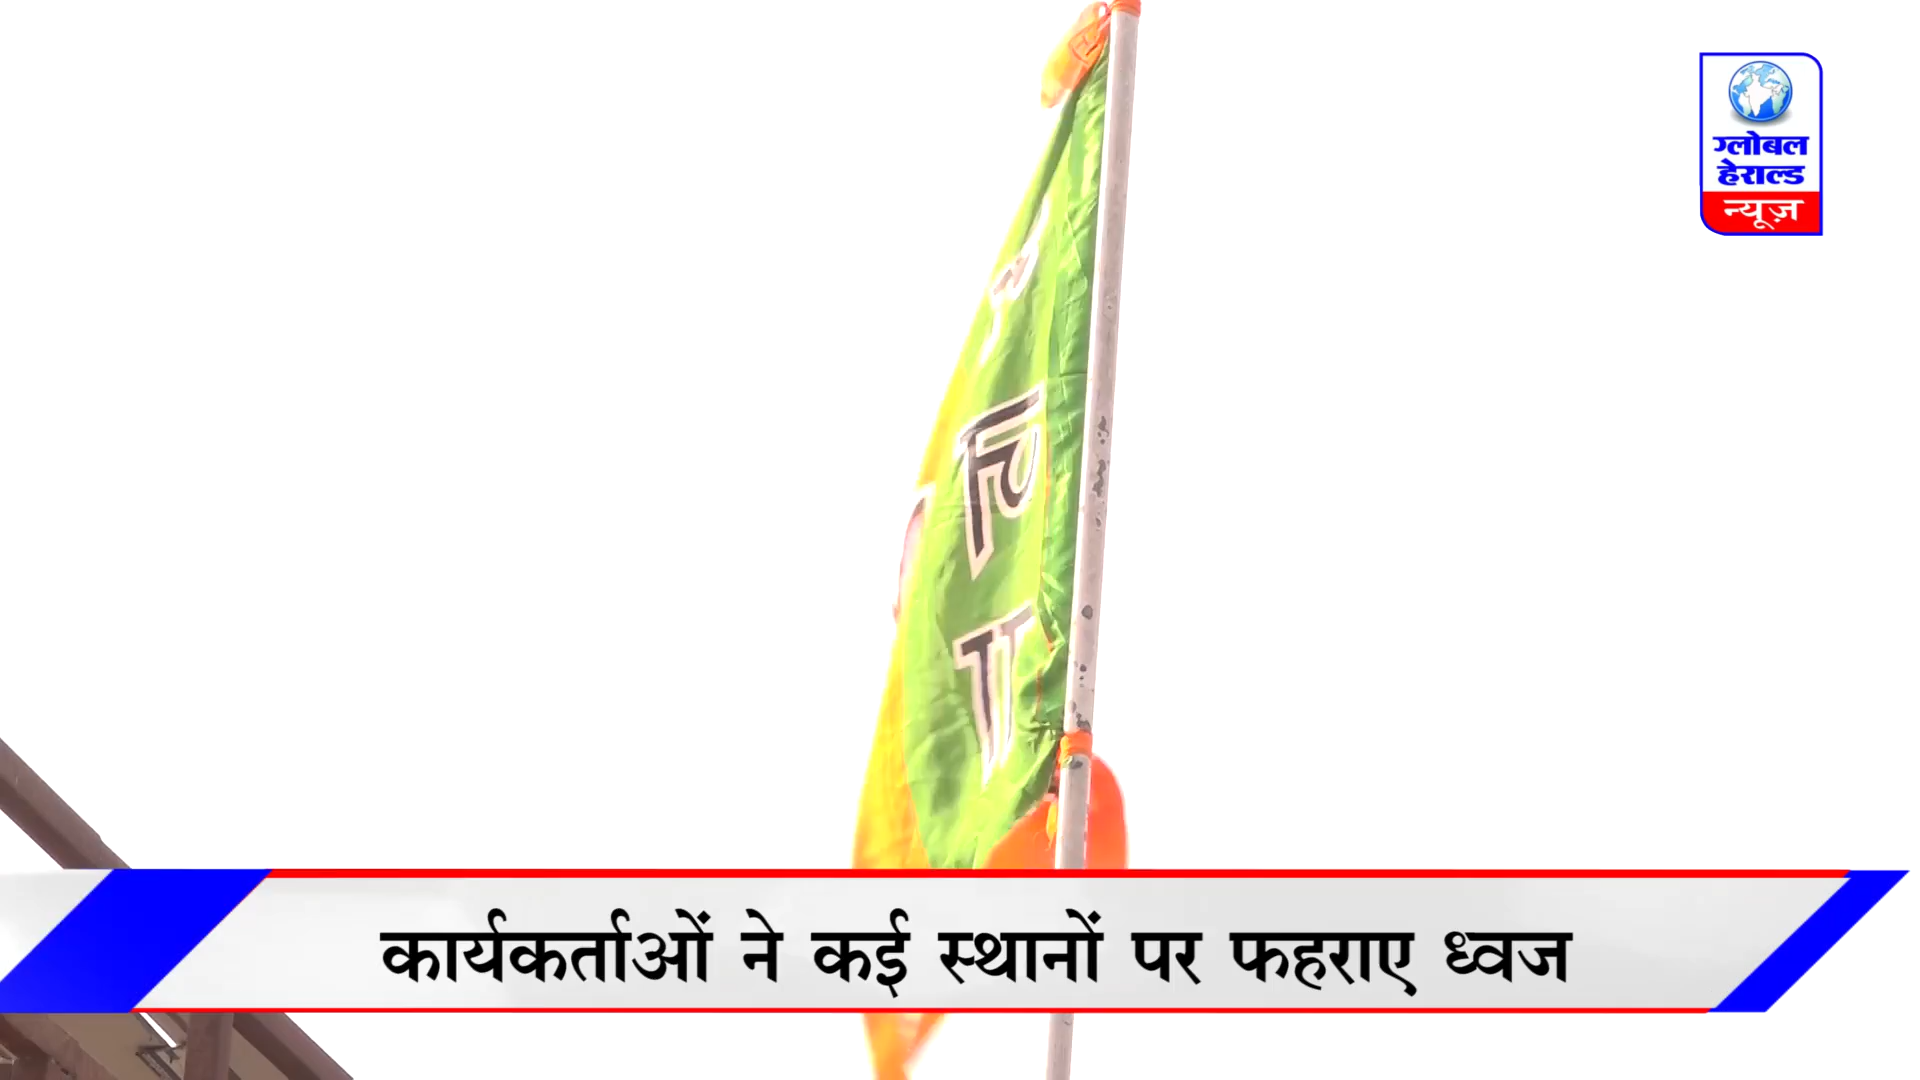 ग्लोबल
हेराल्ड
न्यूज़
कार्यकर्ताओं ने कई स्थानों पर फहराए ध्वज